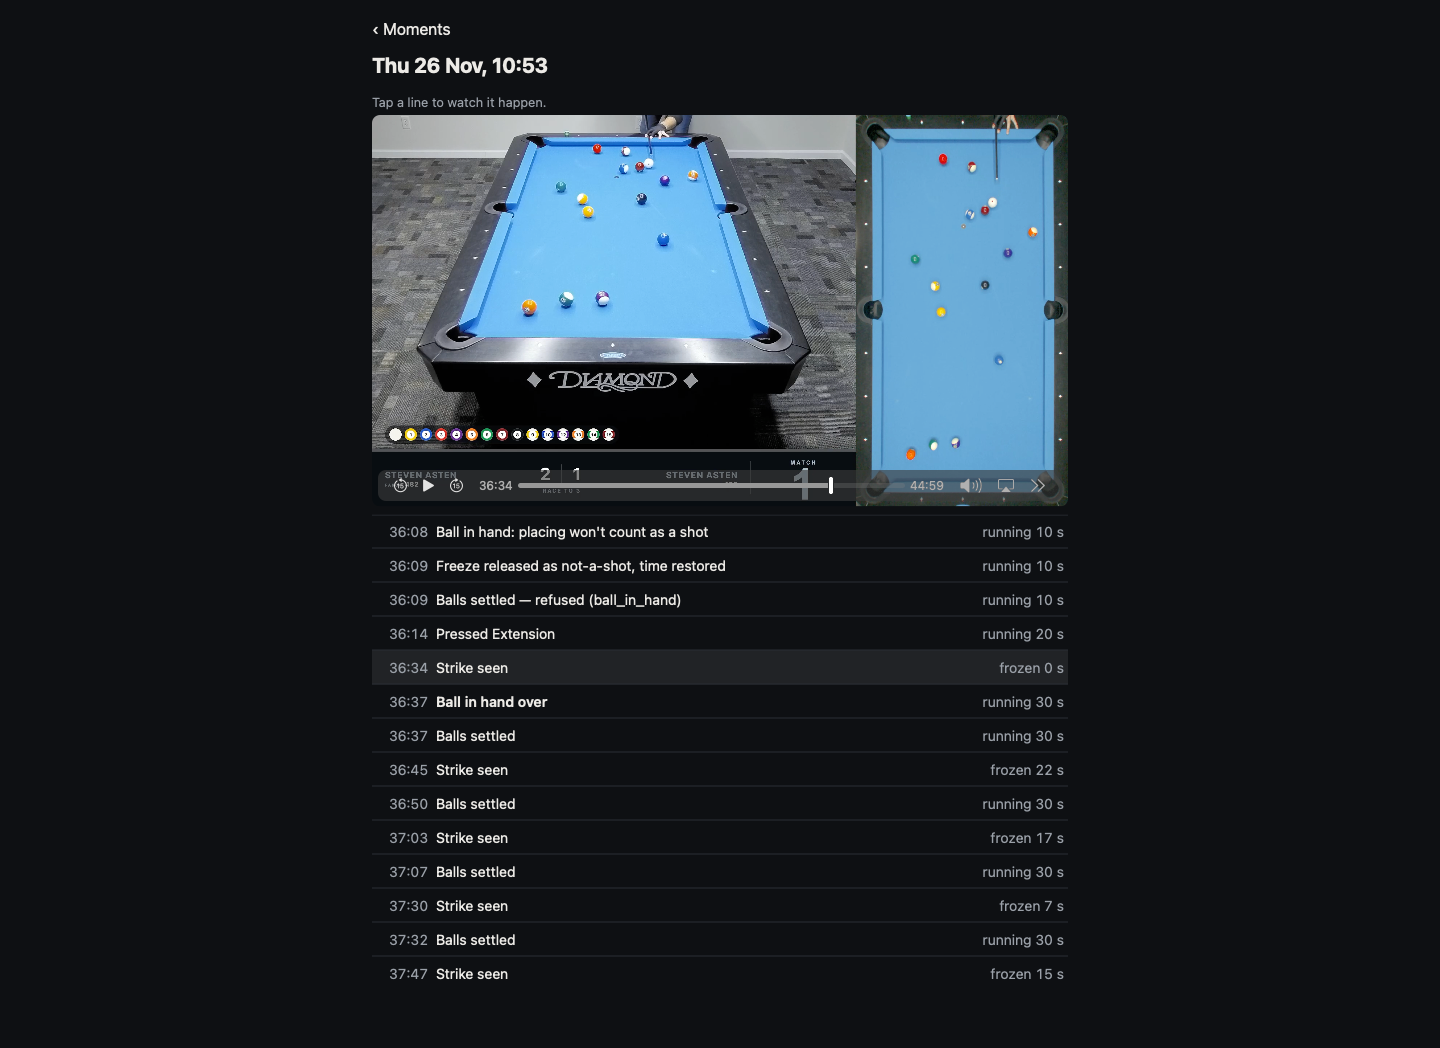 ‹ Moments
Thu 26 Nov, 10:53
Tap a line to watch it happen.
DIAMOND
MATCH
STEVEN ASTEN
2
1
STEVEN ASTEN
1
RACE TO 5
15
15
36:34
44:59
36:08 Ball in hand: placing won't count as a shot running 10 s
36:09 Freeze released as not-a-shot, time restored running 10 s
36:09 Balls settled — refused (ball_in_hand) running 10 s
36:14 Pressed Extension running 20 s
36:34 Strike seen frozen 0 s
36:37 Ball in hand over running 30 s
36:37 Balls settled running 30 s
36:45 Strike seen frozen 22 s
36:50 Balls settled running 30 s
37:03 Strike seen frozen 17 s
37:07 Balls settled running 30 s
37:30 Strike seen frozen 7 s
37:32 Balls settled running 30 s
37:47 Strike seen frozen 15 s